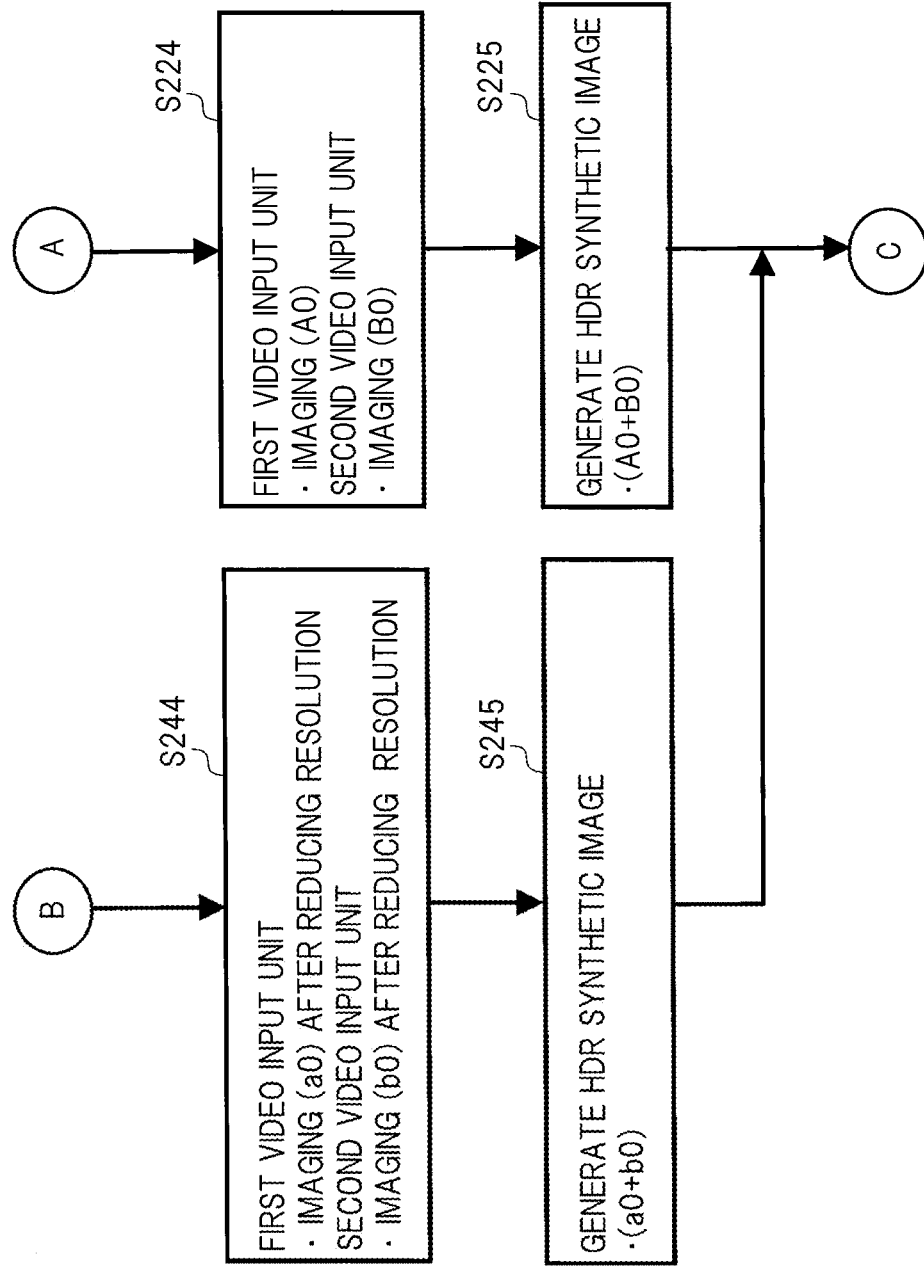 B
S244
FIRST VIDEO INPUT UNIT
· IMAGING (a0) AFTER REDUCING RESOLUTION
SECOND VIDEO INPUT UNIT
· IMAGING (b0) AFTER REDUCING RESOLUTION
S245
GENERATE HDR SYNTHETIC IMAGE
·(a0+b0)
A
S224
FIRST VIDEO INPUT UNIT
· IMAGING (A0)
SECOND VIDEO INPUT UNIT
· IMAGING (B0)
S225
GENERATE HDR SYNTHETIC IMAGE
·(A0+B0)
C